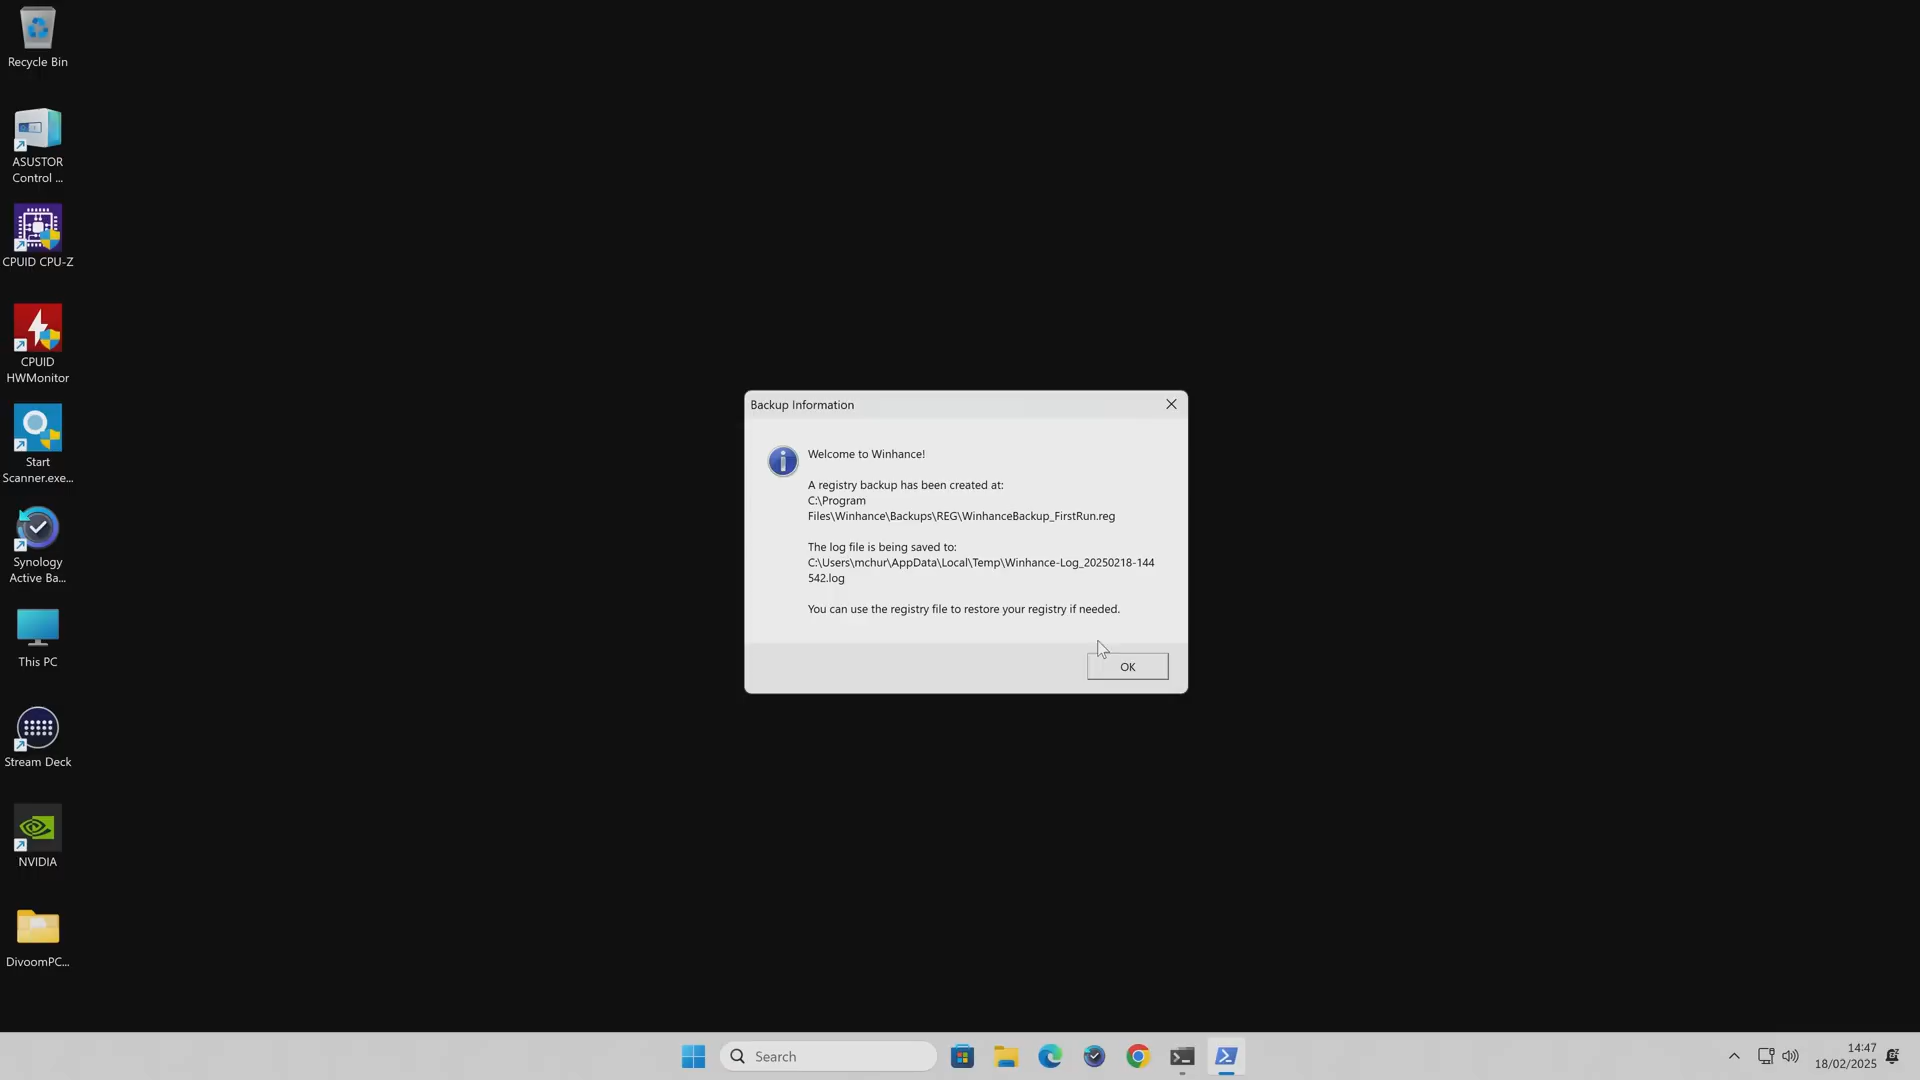 Recycle Bin
ASUSTOR
Control ...
CPUID CPU-Z
CPUID
HWMonitor
Start
Scanner.exe...
Synology
Active Ba...
This PC
Stream Deck
NVIDIA
DivoomPC...
Backup Information
Welcome to Winhance!
A registry backup has been created at:
C:\Program
Files\Winhance\Backups\REG\WinhanceBackup_FirstRun.reg
The log file is being saved to:
C:\Users\mchur\AppData\Local\Temp\Winhance-Log_20250218-144
542.log
You can use the registry file to restore your registry if needed.
OK
Search
14:47
18/02/2025